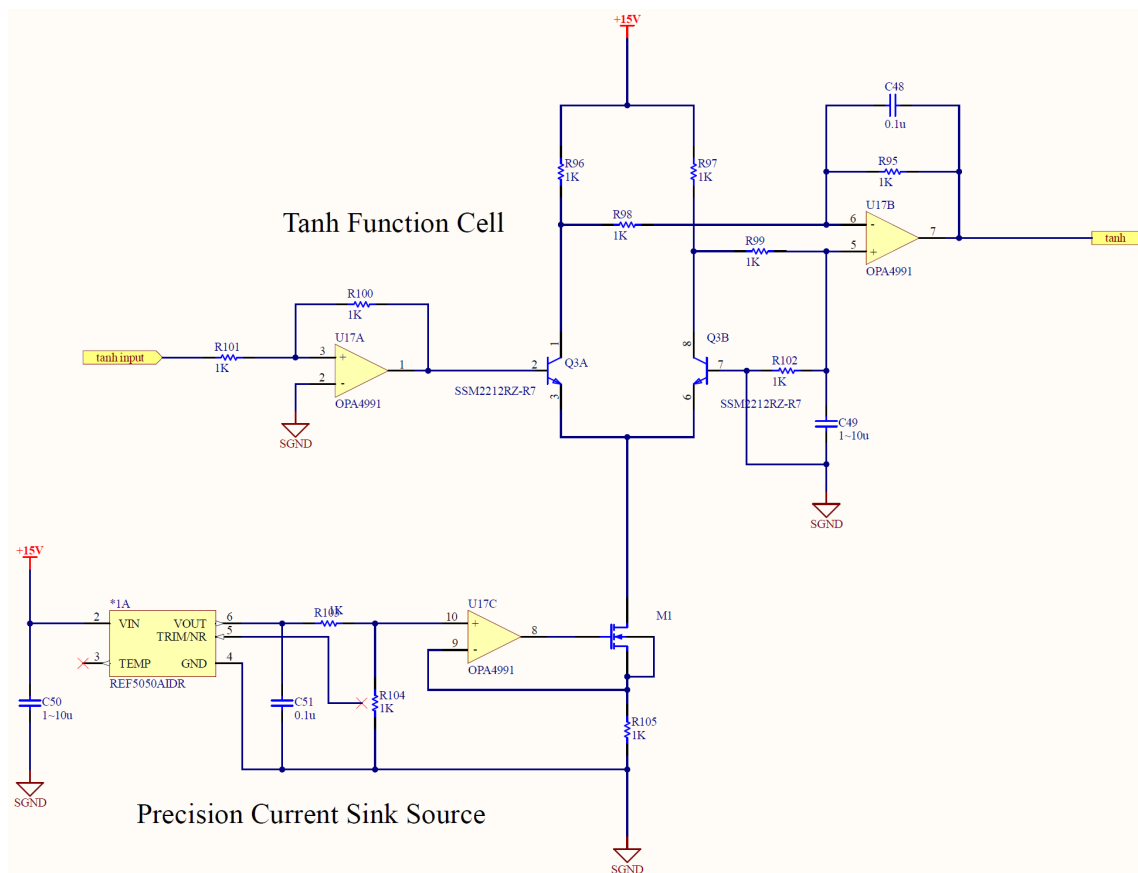 +15V
C48
0.1u
R96
1K
R97
1K
R95
1K
Tanh Function Cell
R98
1K
U17B
6
-
7
5
+
OPA4991
tanh
R99
1K
R100
1K
tanh input
R101
1K
U17A
3
+
1
2
-
OPA4991
SGND
1
2
Q3A
3
SSM2212RZ-R7
Q3B
8
7
6
SSM2212RZ-R7
R102
1K
C49
1~10u
SGND
+15V
*1A
2
VIN
VOUT
6
TRIM/NR
5
3
TEMP
GND
4
REF5050AIDR
C50
1~10u
SGND
C51
0.1u
R103
1K
R104
1K
U17C
10
+
8
9
-
OPA4991
M1
R105
1K
Precision Current Sink Source
SGND